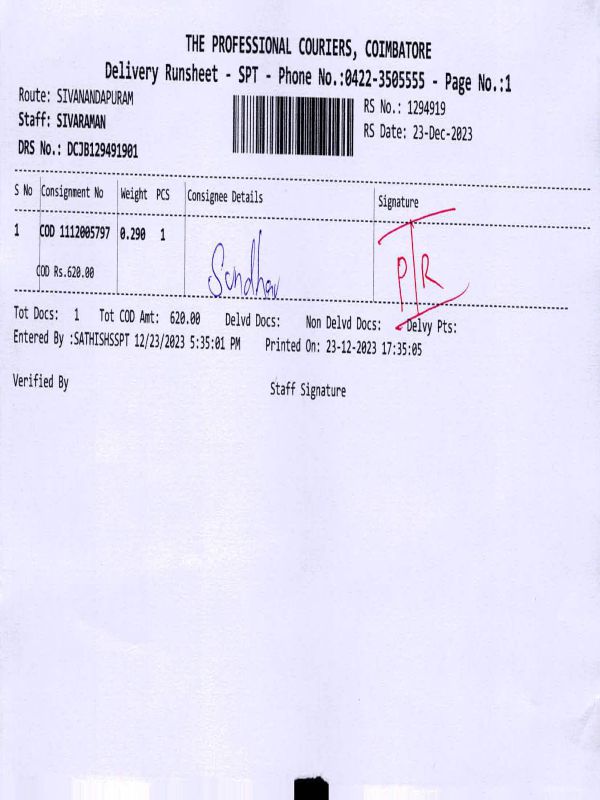 THE PROFESSIONAL COURIERS, COIMBATORE
Delivery Runsheet - SPT - Phone No.:0422-3505555 - Page No.:1
Route: SIVANANDAPURAM
RS No.: 1294919
Staff: SIVARAMAN
RS Date: 23-Dec-2023
DRS No.: DCJB129491901
S No Consignment No Weight PCS Consignee Details Signature
1 COD 1112005797 0.290 1
COD Rs.620.00
P/R
Tot Docs: 1 Tot COD Amt: 620.00 Delvd Docs: Non Delvd Docs: Delvy Pts:
Entered By :SATHISHSSPT 12/23/2023 5:35:01 PM Printed On: 23-12-2023 17:35:05
Verified By
Staff Signature